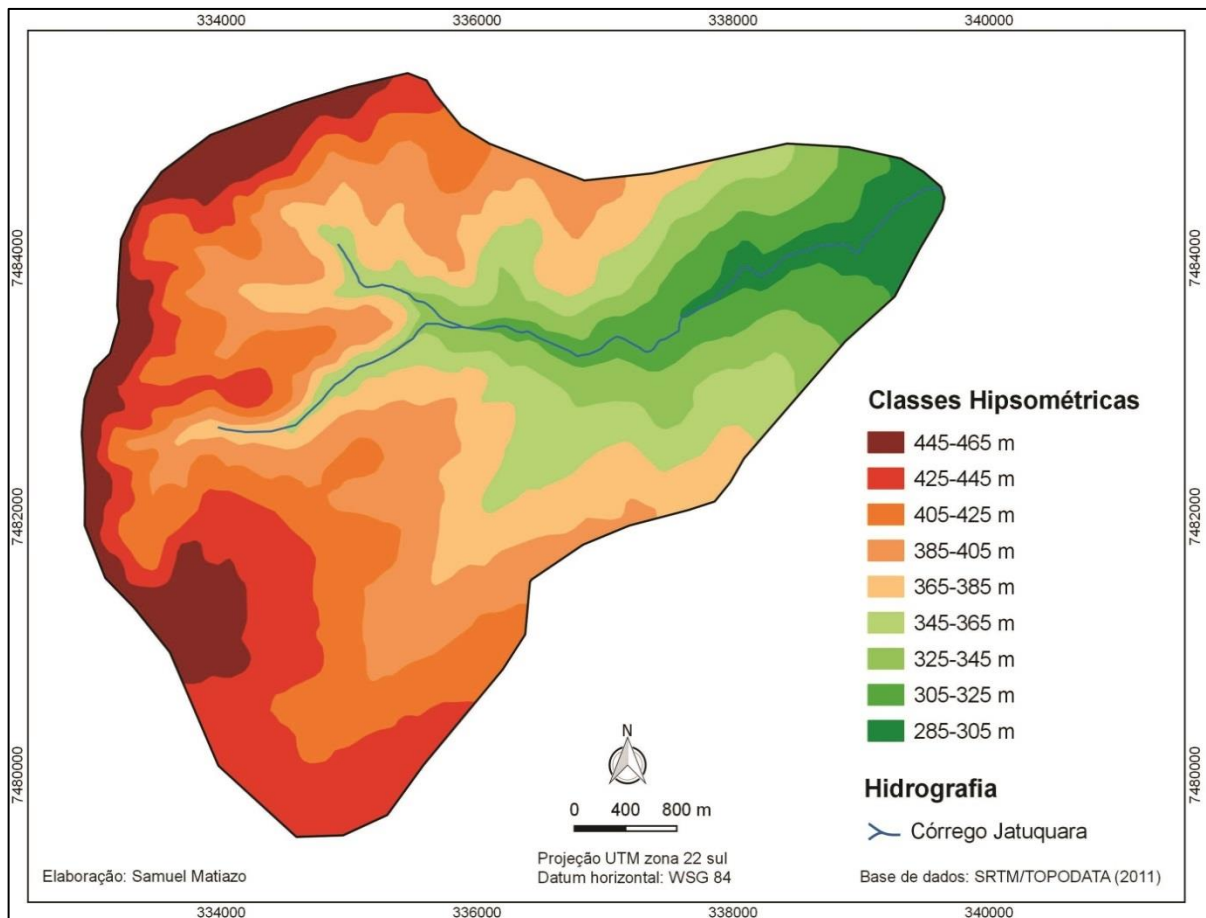 334000 336000 338000 340000
7484000 7484000
7482000 7482000
7480000 7480000
Classes Hipsométricas
445-465 m
425-445 m
405-425 m
385-405 m
365-385 m
345-365 m
325-345 m
305-325 m
285-305 m
Hidrografia
Córrego Jatuquara
N
0 400 800 m
Projeção UTM zona 22 sul
Datum horizontal: WSG 84
Elaboração: Samuel Matiazo
Base de dados: SRTM/TOPODATA (2011)
334000 336000 338000 340000